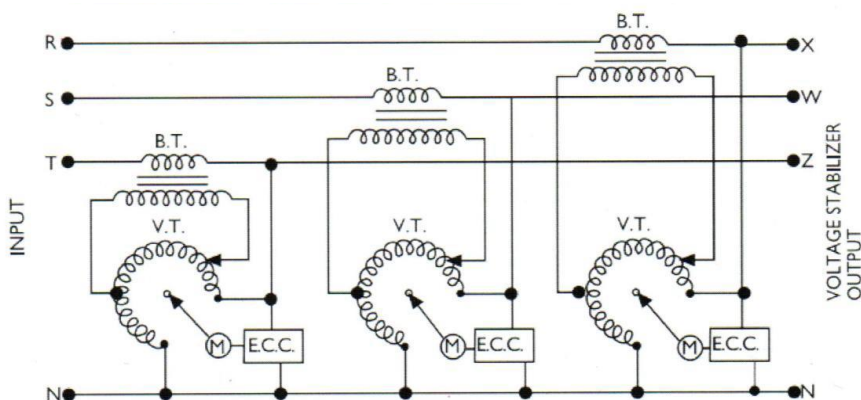 B.T.
R X
B.T.
S W
B.T.
T Z
V.T. V.T. V.T.
INPUT
VOLTAGE STABILIZER
OUTPUT
M E.C.C. M E.C.C. M E.C.C.
N N